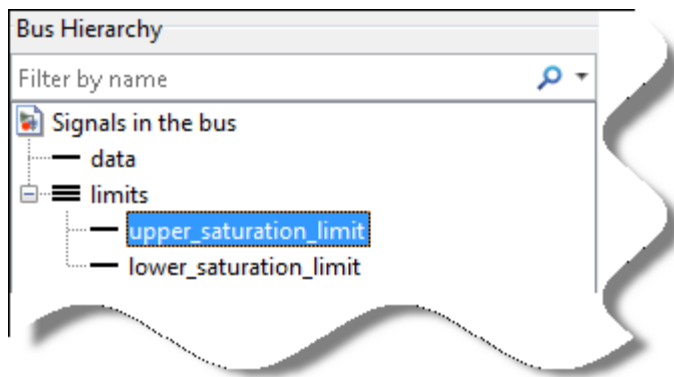 Bus Hierarchy
Filter by name
Signals in the bus
data
limits
upper_saturation_limit
lower_saturation_limit